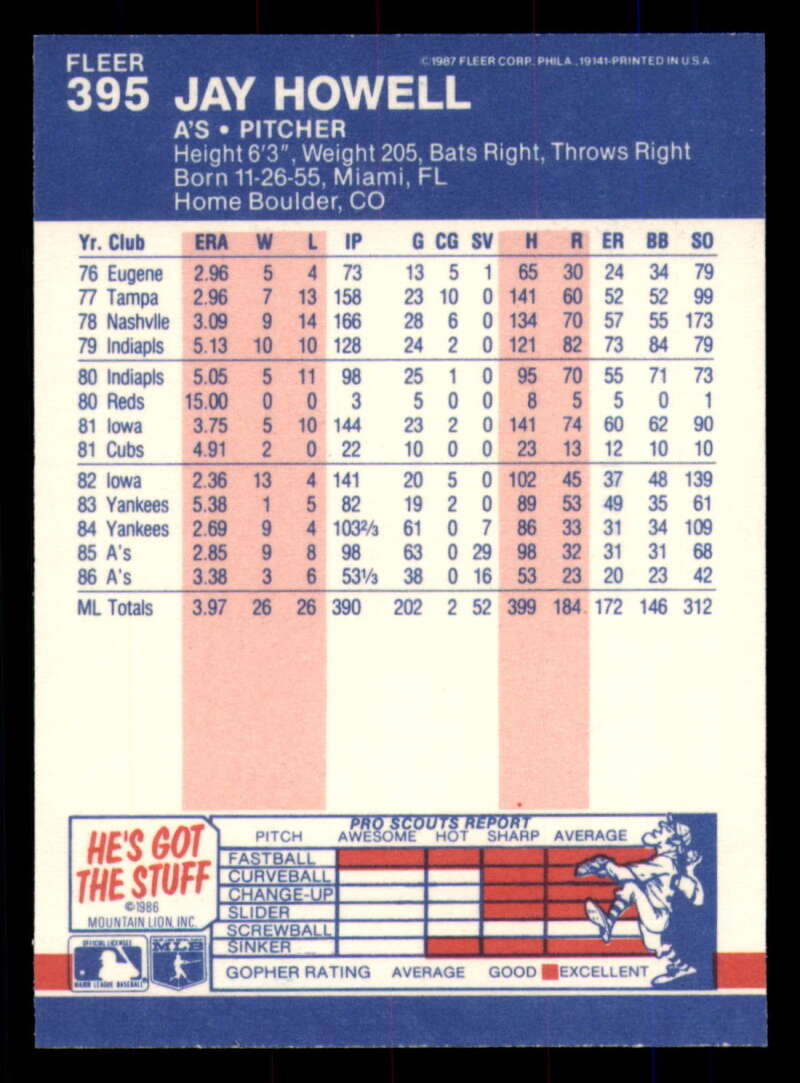 FLEER
©1987 FLEER CORP. PHILA., 19141-PRINTED IN U.S.A.
395 JAY HOWELL
A'S • PITCHER
Height 6'3", Weight 205, Bats Right, Throws Right
Born 11-26-55, Miami, FL
Home Boulder, CO
Yr. Club ERA W L IP G CG SV H R ER BB SO
76 Eugene 2.96 5 4 73 13 5 1 65 30 24 34 79
77 Tampa 2.96 7 13 158 23 10 0 141 60 52 52 99
78 Nashvlle 3.09 9 14 166 28 6 0 134 70 57 55 173
79 Indiapls 5.13 10 10 128 24 2 0 121 82 73 84 79
80 Indiapls 5.05 5 11 98 25 1 0 95 70 55 71 73
80 Reds 15.00 0 0 3 5 0 0 8 5 5 0 1
81 Iowa 3.75 5 10 144 23 2 0 141 74 60 62 90
81 Cubs 4.91 2 0 22 10 0 0 23 13 12 10 10
82 Iowa 2.36 13 4 141 20 5 0 102 45 37 48 139
83 Yankees 5.38 1 5 82 19 2 0 89 53 49 35 61
84 Yankees 2.69 9 4 103⅔ 61 0 7 86 33 31 34 109
85 A's 2.85 9 8 98 63 0 29 98 32 31 31 68
86 A's 3.38 3 6 53⅓ 38 0 16 53 23 20 23 42
ML Totals 3.97 26 26 390 202 2 52 399 184 172 146 312
HE'S GOT
THE STUFF
©1986
MOUNTAIN LION, INC.
PRO SCOUTS REPORT
PITCH AWESOME HOT SHARP AVERAGE
FASTBALL
CURVEBALL
CHANGE-UP
SLIDER
SCREWBALL
SINKER
GOPHER RATING AVERAGE GOOD EXCELLENT
OFFICIAL LICENSEE
MAJOR LEAGUE BASEBALL
MLB